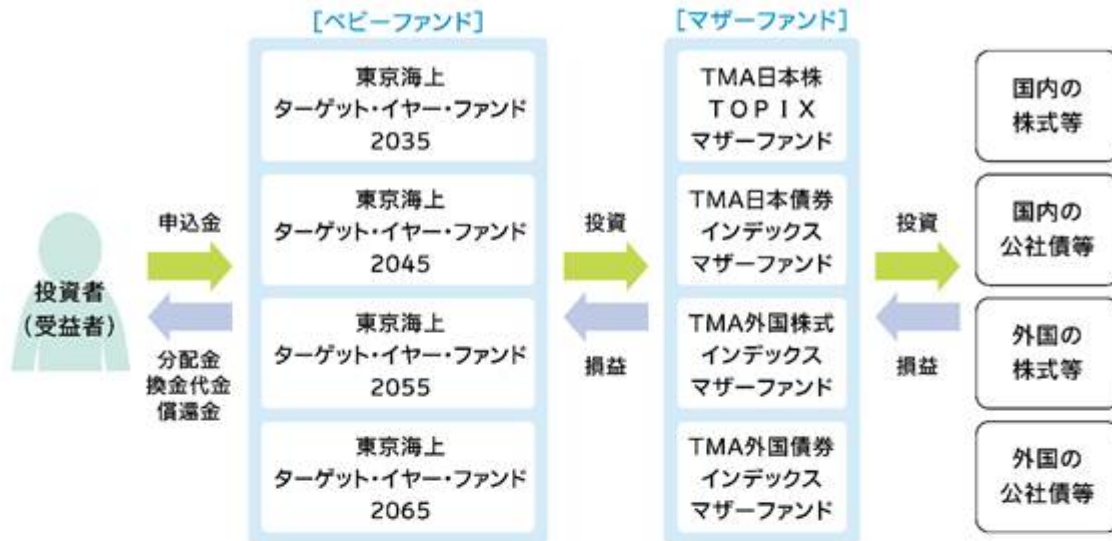 [ベビーファンド]
[マザーファンド]
投資者
(受益者)
申込金
分配金
換金代金
償還金
東京海上
ターゲット・イヤー・ファンド
2035
東京海上
ターゲット・イヤー・ファンド
2045
東京海上
ターゲット・イヤー・ファンド
2055
東京海上
ターゲット・イヤー・ファンド
2065
投資
損益
TMA日本株
TOPIX
マザーファンド
TMA日本債券
インデックス
マザーファンド
TMA外国株式
インデックス
マザーファンド
TMA外国債券
インデックス
マザーファンド
投資
損益
国内の
株式等
国内の
公社債等
外国の
株式等
外国の
公社債等